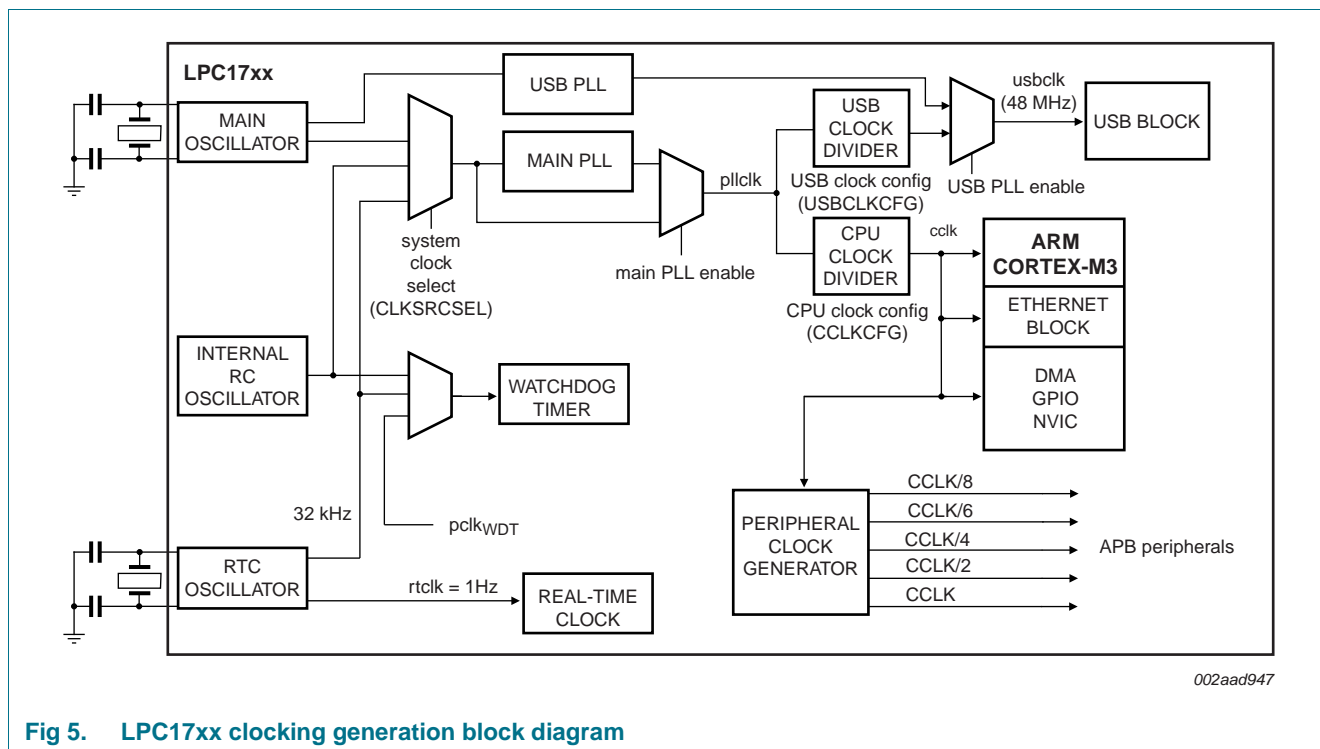 LPC17xx
MAIN
OSCILLATOR
USB PLL
MAIN PLL
system
clock
select
(CLKSRCSEL)
main PLL enable
pllclk
USB
CLOCK
DIVIDER
USB clock config
(USBCLKCFG)
usbclk
(48 MHz)
USB BLOCK
USB PLL enable
CPU
CLOCK
DIVIDER
CPU clock config
(CCLKCFG)
cclk
ARM
CORTEX-M3
ETHERNET
BLOCK
DMA
GPIO
NVIC
INTERNAL
RC
OSCILLATOR
WATCHDOG
TIMER
pclkWDT
32 kHz
RTC
OSCILLATOR
rtclk = 1Hz
REAL-TIME
CLOCK
PERIPHERAL
CLOCK
GENERATOR
CCLK/8
CCLK/6
CCLK/4
CCLK/2
CCLK
APB peripherals
002aad947
Fig 5. LPC17xx clocking generation block diagram